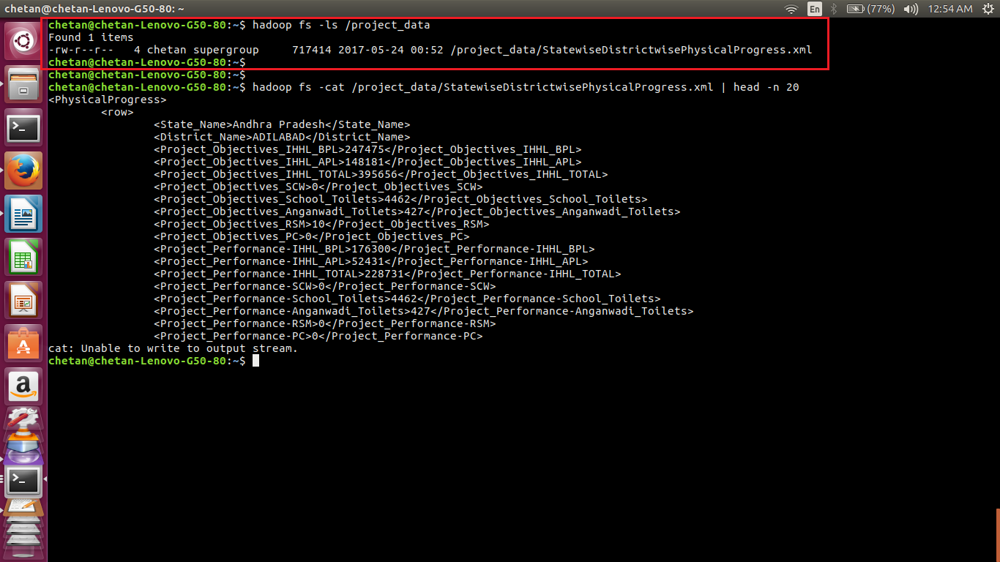 chetan@chetan-Lenovo-G50-80: ~ En (77%) 12:54 AM
chetan@chetan-Lenovo-G50-80:~$ hadoop fs -ls /project_data
Found 1 items
-rw-r--r--   4 chetan supergroup     717414 2017-05-24 00:52 /project_data/StatewiseDistrictwisePhysicalProgress.xml
chetan@chetan-Lenovo-G50-80:~$
chetan@chetan-Lenovo-G50-80:~$
chetan@chetan-Lenovo-G50-80:~$ hadoop fs -cat /project_data/StatewiseDistrictwisePhysicalProgress.xml | head -n 20
<PhysicalProgress>
        <row>
                <State_Name>Andhra Pradesh</State_Name>
                <District_Name>ADILABAD</District_Name>
                <Project_Objectives_IHHL_BPL>247475</Project_Objectives_IHHL_BPL>
                <Project_Objectives_IHHL_APL>148181</Project_Objectives_IHHL_APL>
                <Project_Objectives_IHHL_TOTAL>395656</Project_Objectives_IHHL_TOTAL>
                <Project_Objectives_SCW>0</Project_Objectives_SCW>
                <Project_Objectives_School_Toilets>4462</Project_Objectives_School_Toilets>
                <Project_Objectives_Anganwadi_Toilets>427</Project_Objectives_Anganwadi_Toilets>
                <Project_Objectives_RSM>10</Project_Objectives_RSM>
                <Project_Objectives_PC>0</Project_Objectives_PC>
                <Project_Performance-IHHL_BPL>176300</Project_Performance-IHHL_BPL>
                <Project_Performance-IHHL_APL>52431</Project_Performance-IHHL_APL>
                <Project_Performance-IHHL_TOTAL>228731</Project_Performance-IHHL_TOTAL>
                <Project_Performance-SCW>0</Project_Performance-SCW>
                <Project_Performance-School_Toilets>4462</Project_Performance-School_Toilets>
                <Project_Performance-Anganwadi_Toilets>427</Project_Performance-Anganwadi_Toilets>
                <Project_Performance-RSM>0</Project_Performance-RSM>
                <Project_Performance-PC>0</Project_Performance-PC>
cat: Unable to write to output stream.
chetan@chetan-Lenovo-G50-80:~$